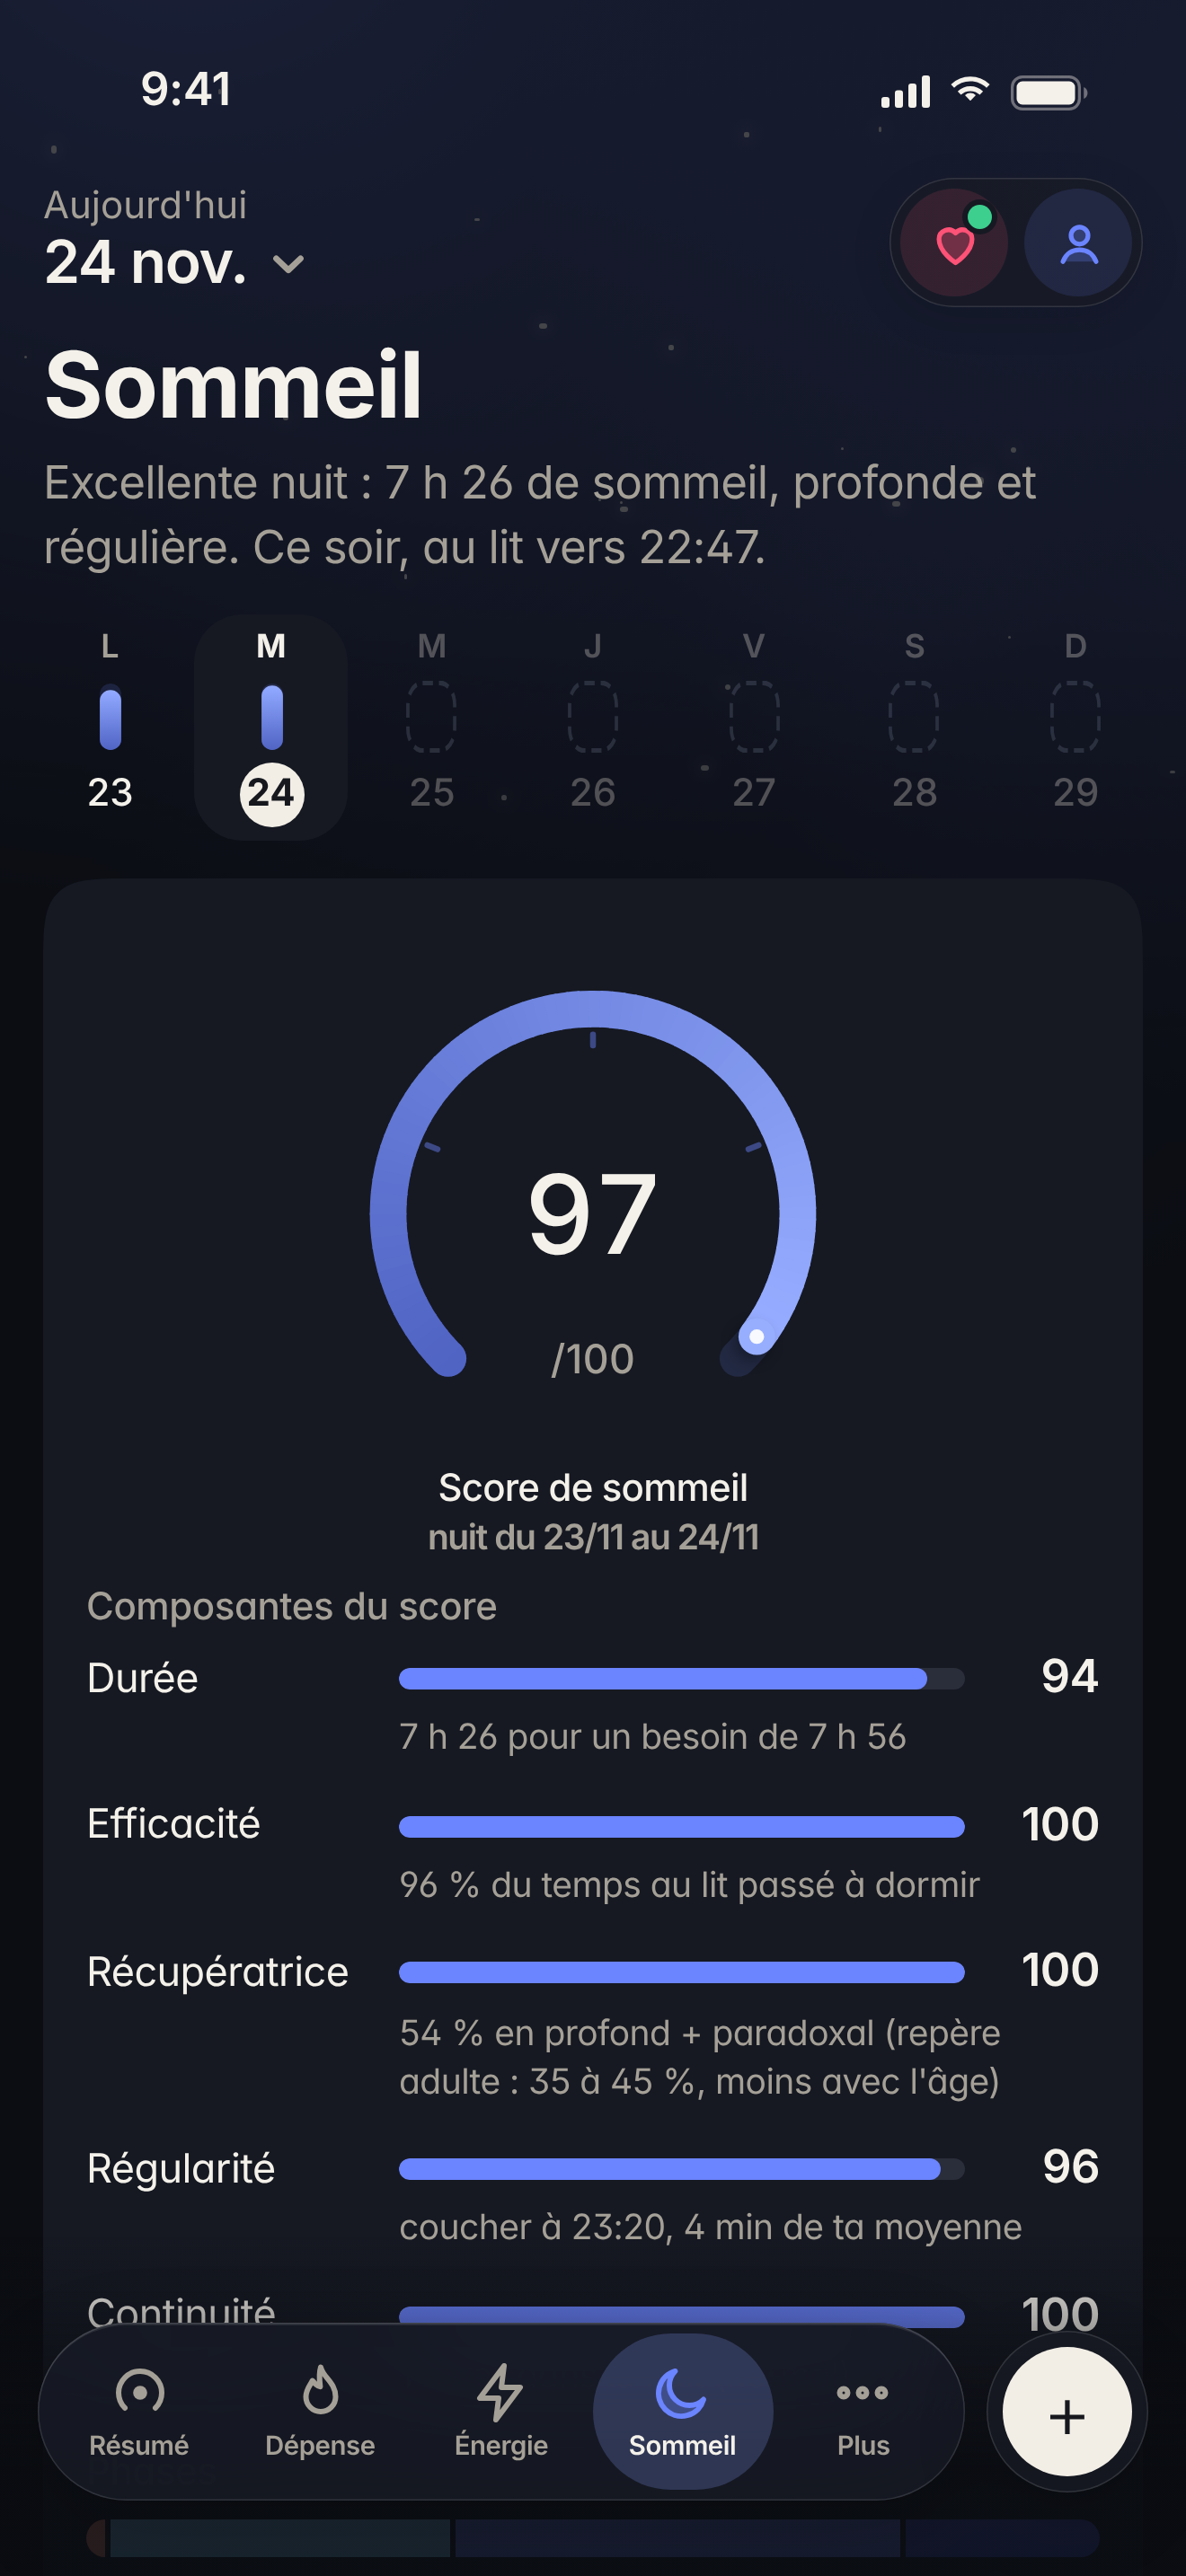 9:41
Aujourd'hui
24 nov.
Sommeil
Excellente nuit : 7 h 26 de sommeil, profonde et
régulière. Ce soir, au lit vers 22:47.
L M M J V S D
23 24 25 26 27 28 29
97
/100
Score de sommeil
nuit du 23/11 au 24/11
Composantes du score
Durée 94
7 h 26 pour un besoin de 7 h 56
Efficacité 100
96 % du temps au lit passé à dormir
Récupératrice 100
54 % en profond + paradoxal (repère
adulte : 35 à 45 %, moins avec l'âge)
Régularité 96
coucher à 23:20, 4 min de ta moyenne
Continuité 100
Résumé Dépense Énergie Sommeil Plus
+